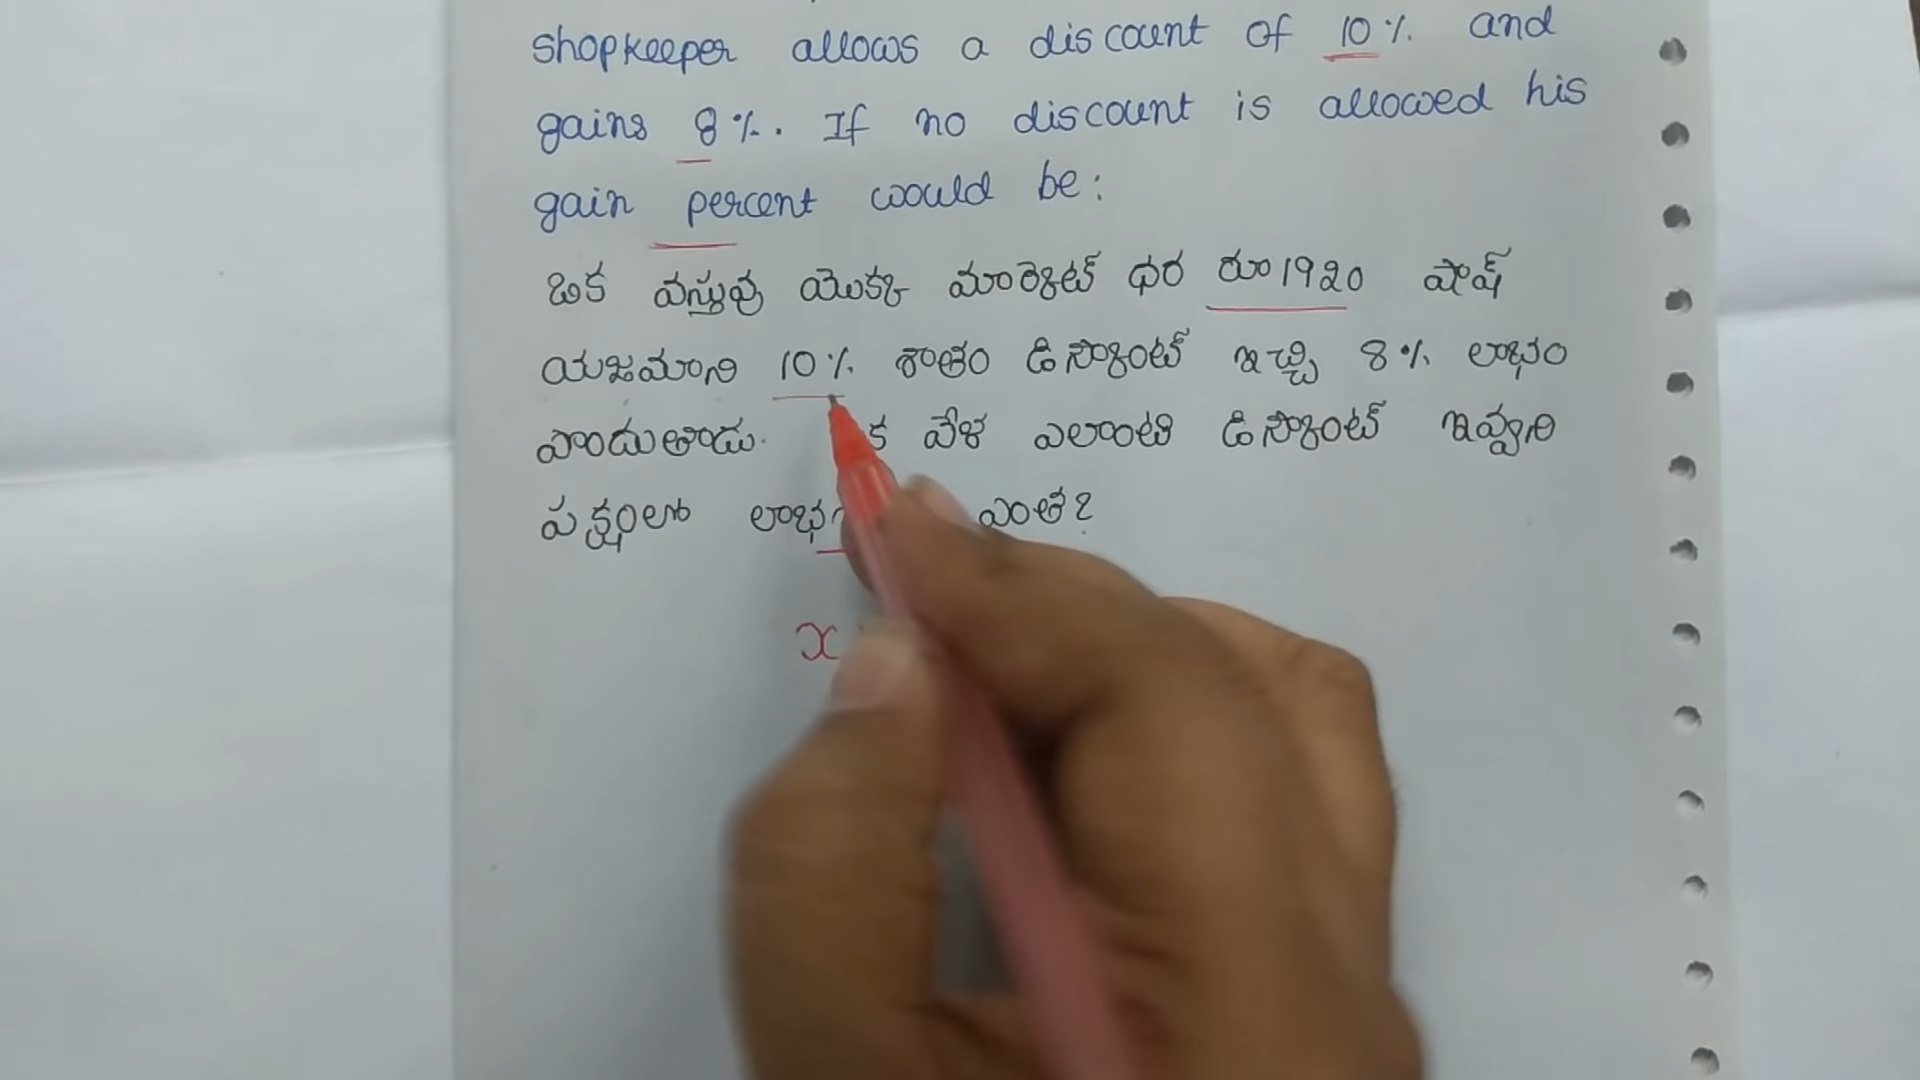 shopkeeper allows a discount of 10% and
gains 8%. If no discount is allowed his
gain percent would be:
ఒక వస్తువు యొక్క మార్కెట్ ధర రూ1920 షాప్
యజమాని 10% శాతం డిస్కౌంట్ ఇచ్చి 8% లాభం
పొందుతాడు. క వేళ ఎలాంటి డిస్కౌంట్ ఇవ్వని
పక్షంలో ఎంత?
x